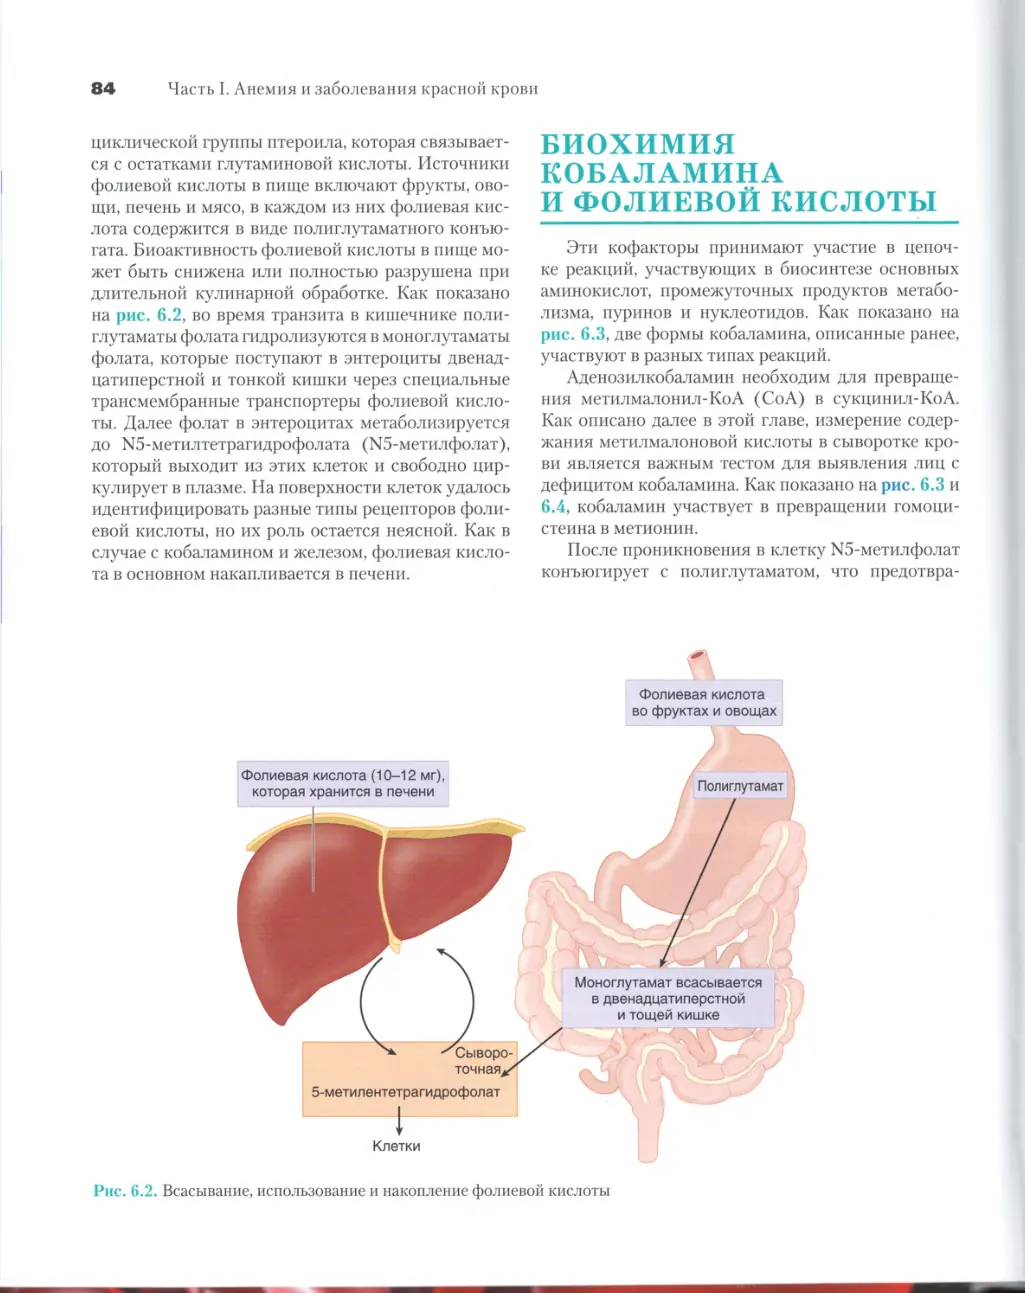 84 Часть I. Анемия и заболевания красной крови
циклической группы птероила, которая связывает-
ся с остатками глутаминовой кислоты. Источники
фолиевой кислоты в пище включают фрукты, ово-
щи, печень и мясо, в каждом из них фолиевая кис-
лота содержится в виде полиглутаматного конъю-
гата. Биоактивность фолиевой кислоты в пище мо-
жет быть снижена или полностью разрушена при
длительной кулинарной обработке. Как показано
на рис. 6.2, во время транзита в кишечнике поли-
глутаматы фолата гидролизуются в моноглутаматы
фолата, которые поступают в энтероциты двенад-
цатиперстной и тонкой кишки через специальные
трансмембранные транспортеры фолиевой кисло-
ты. Далее фолат в энтероцитах метаболизируется
до N5-метилтетрагидрофолата (N5-метилфолат),
который выходит из этих клеток и свободно цир-
кулирует в плазме. На поверхности клеток удалось
идентифицировать разные типы рецепторов фоли-
евой кислоты, но их роль остается неясной. Как в
случае с кобаламином и железом, фолиевая кисло-
та в основном накапливается в печени.
БИОХИМИЯ
КОБАЛАМИНА
И ФОЛИЕВОЙ КИСЛОТЫ
Эти кофакторы принимают участие в цепоч-
ке реакций, участвующих в биосинтезе основных
аминокислот, промежуточных продуктов метабо-
лизма, пуринов и нуклеотидов. Как показано на
рис. 6.3, две формы кобаламина, описанные ранее,
участвуют в разных типах реакций.
Аденозилкобаламин необходим для превраще-
ния метилмалонил-КоА (СоА) в сукцинил-КоА.
Как описано далее в этой главе, измерение содер-
жания метилмалоновой кислоты в сыворотке кро-
ви является важным тестом для выявления лиц с
дефицитом кобаламина. Как показано на рис. 6.3 и
6.4, кобаламин участвует в превращении гомоци-
стеина в метионин.
После проникновения в клетку N5-метилфолат
конъюгирует с полиглутаматом, что предотвра-
Фолиевая кислота
во фруктах и овощах
Фолиевая кислота (10–12 мг),
которая хранится в печени
Полиглутамат
Моноглутамат всасывается
в двенадцатиперстной
и тощей кишке
Сыворо-
точная
5-метилентетрагидрофолат
Клетки
Рис. 6.2. Всасывание, использование и накопление фолиевой кислоты